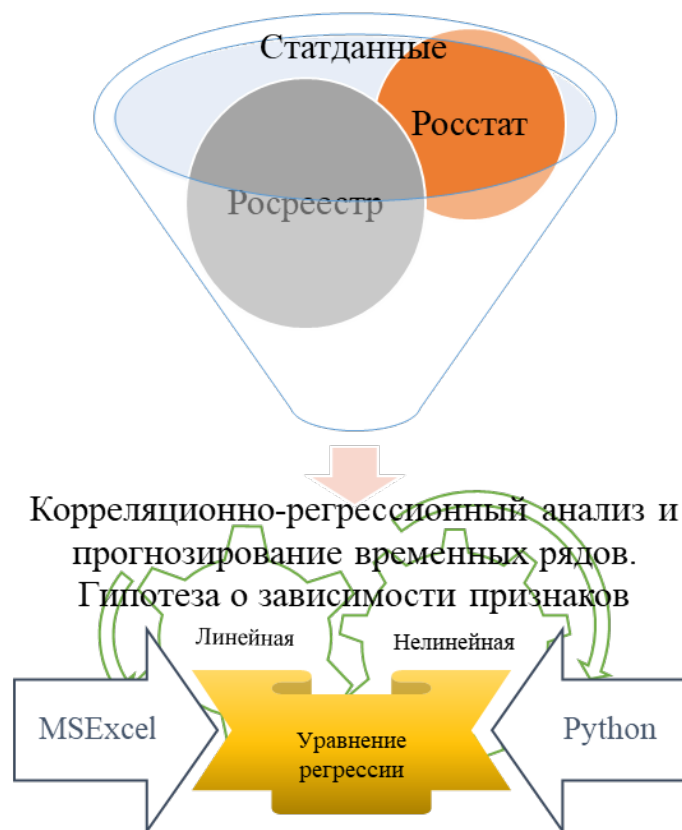 Статданные
Росстат
Росреестр
Корреляционно-регрессионный анализ и
прогнозирование временных рядов.
Гипотеза о зависимости признаков
Линейная
Нелинейная
MSExcel
Уравнение
регрессии
Python